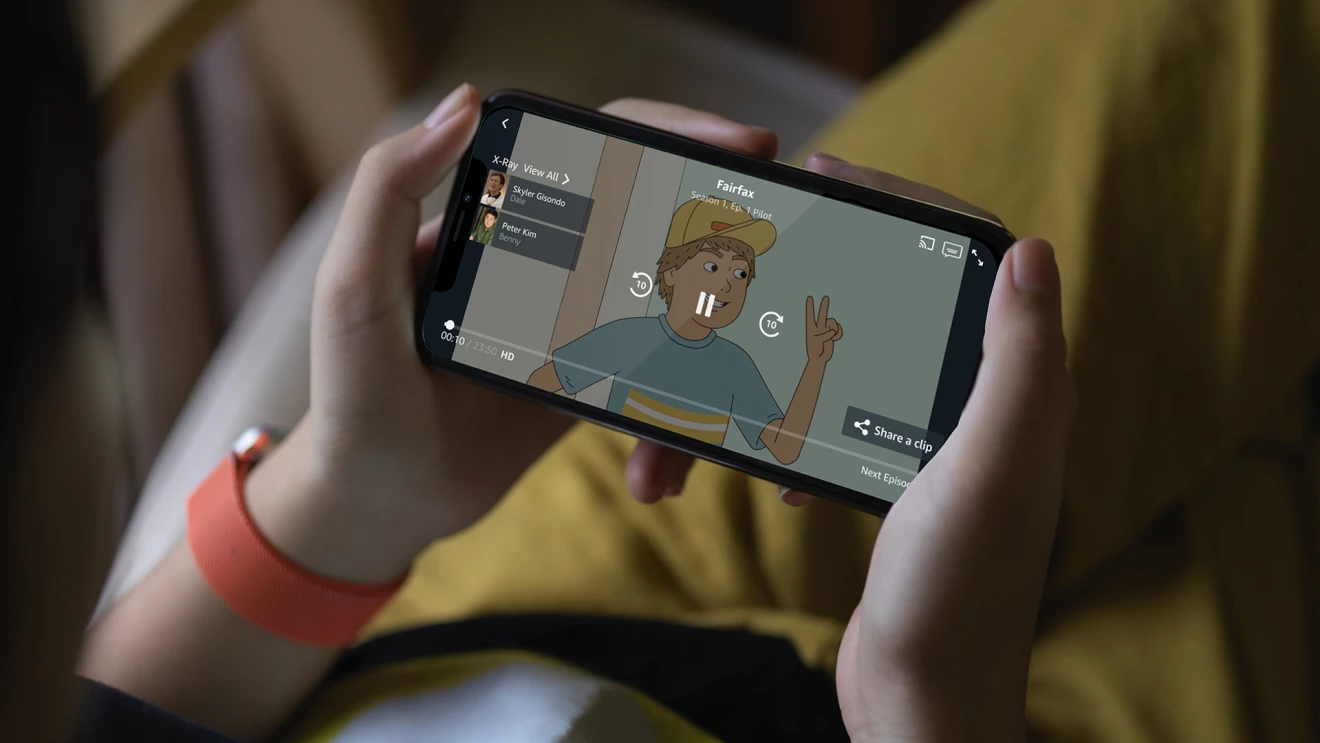 X-Ray View All
Skyler Gisondo
Dale
Peter Kim
Benny
Fairfax
Season 1, Ep. 1 Pilot
10
10
00:10 / 23:50 HD
Share a clip
Next Episo